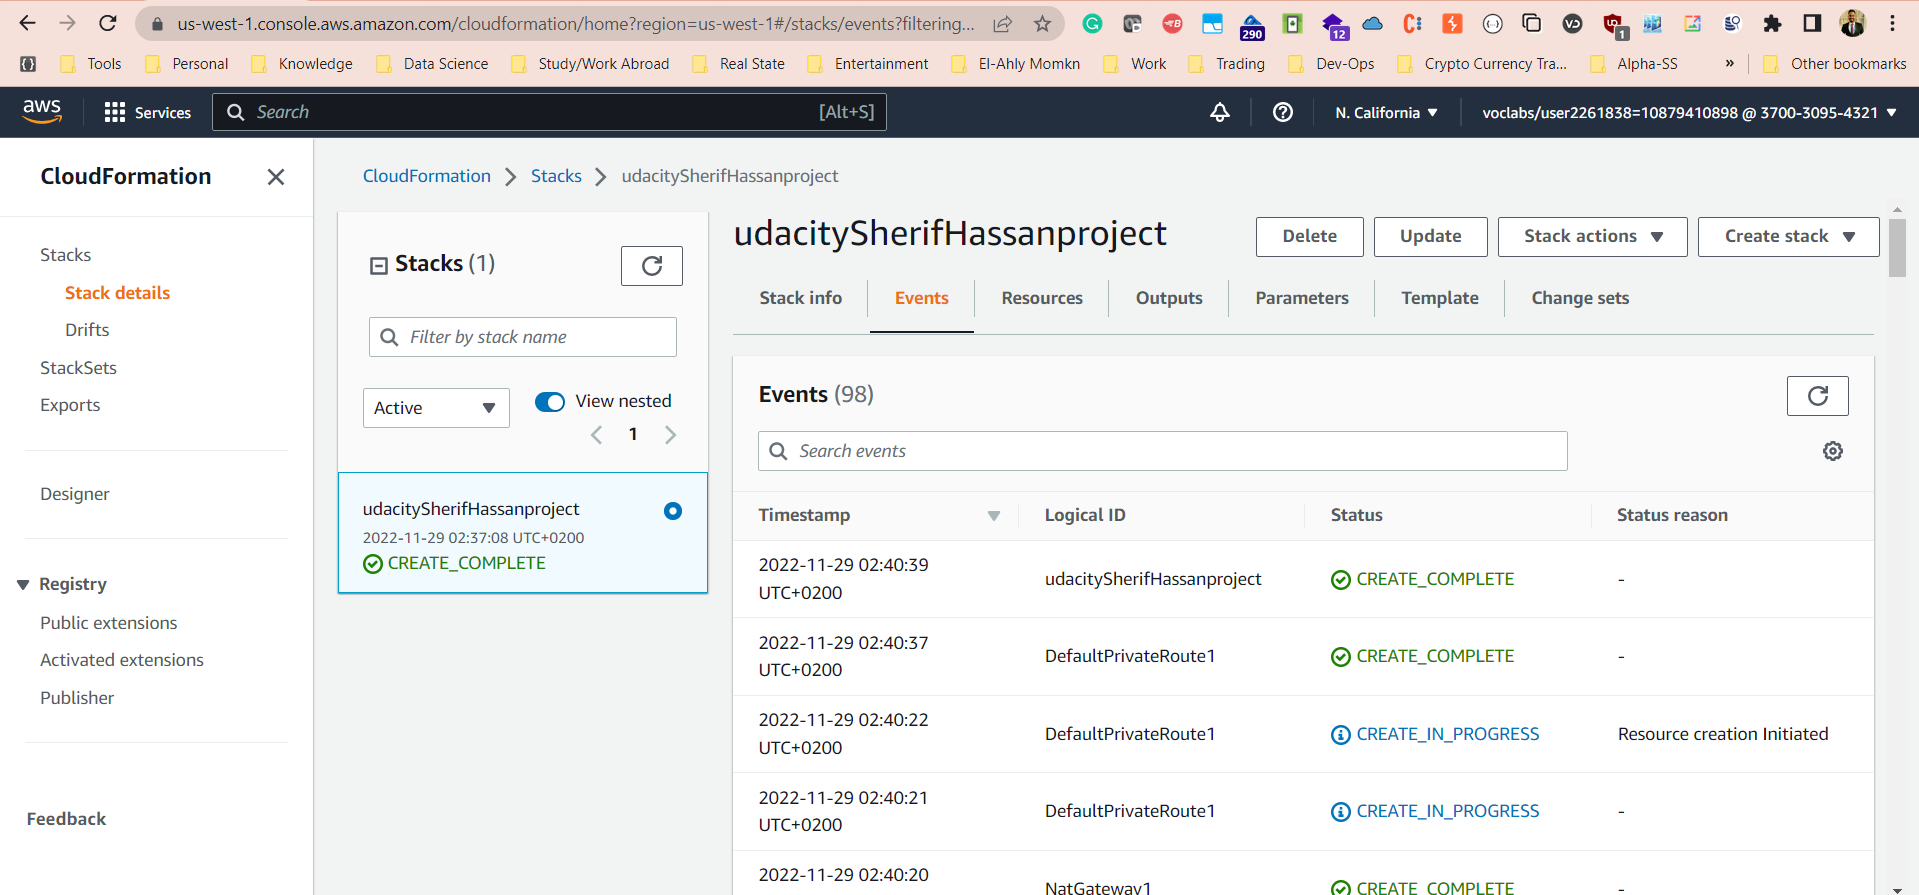 us-west-1.console.aws.amazon.com/cloudformation/home?region=us-west-1#/stacks/events?filtering...
290
12
1
Tools
Personal
Knowledge
Data Science
Study/Work Abroad
Real State
Entertainment
El-Ahly Momkn
Work
Trading
Dev-Ops
Crypto Currency Tra...
Alpha-SS
»
Other bookmarks
aws
Services
Search
[Alt+S]
N. California
voclabs/user2261838=10879410898 @ 3700-3095-4321
CloudFormation
Stacks
Stack details
Drifts
StackSets
Exports
Designer
Registry
Public extensions
Activated extensions
Publisher
Feedback
CloudFormation
Stacks
udacitySherifHassanproject
Stacks (1)
Filter by stack name
Active
View nested
1
udacitySherifHassanproject
2022-11-29 02:37:08 UTC+0200
CREATE_COMPLETE
udacitySherifHassanproject
Delete
Update
Stack actions
Create stack
Stack info
Events
Resources
Outputs
Parameters
Template
Change sets
Events (98)
Search events
Timestamp
Logical ID
Status
Status reason
2022-11-29 02:40:39
UTC+0200
udacitySherifHassanproject
CREATE_COMPLETE
-
2022-11-29 02:40:37
UTC+0200
DefaultPrivateRoute1
CREATE_COMPLETE
-
2022-11-29 02:40:22
UTC+0200
DefaultPrivateRoute1
CREATE_IN_PROGRESS
Resource creation Initiated
2022-11-29 02:40:21
UTC+0200
DefaultPrivateRoute1
CREATE_IN_PROGRESS
-
2022-11-29 02:40:20
NatGateway1
CREATE_COMPLETE
-